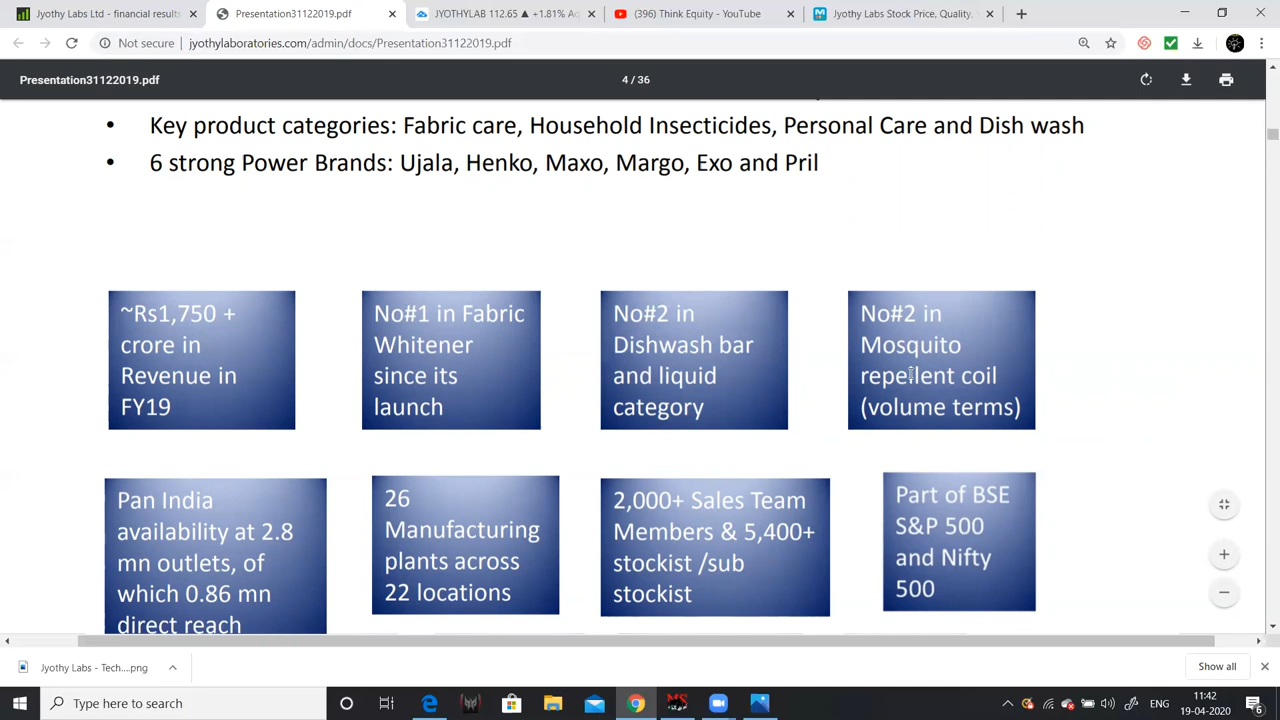 Jyothy Labs Ltd - financial results
Presentation31122019.pdf
JYOTHYLAB 112.65 ▲ +1.81%
(396) Think Equity - YouTube
Jyothy Labs Stock Price, Quality,
Not secure
jyothylaboratories.com/admin/docs/Presentation31122019.pdf
Presentation31122019.pdf
4 / 36
• Key product categories: Fabric care, Household Insecticides, Personal Care and Dish wash
• 6 strong Power Brands: Ujala, Henko, Maxo, Margo, Exo and Pril
~Rs1,750 +
crore in
Revenue in
FY19
No#1 in Fabric
Whitener
since its
launch
No#2 in
Dishwash bar
and liquid
category
No#2 in
Mosquito
repellent coil
(volume terms)
Pan India
availability at 2.8
mn outlets, of
which 0.86 mn
direct reach
26
Manufacturing
plants across
22 locations
2,000+ Sales Team
Members & 5,400+
stockist /sub
stockist
Part of BSE
S&P 500
and Nifty
500
Jyothy Labs - Tech....png
Show all
Type here to search
ENG
11:42
19-04-2020
6